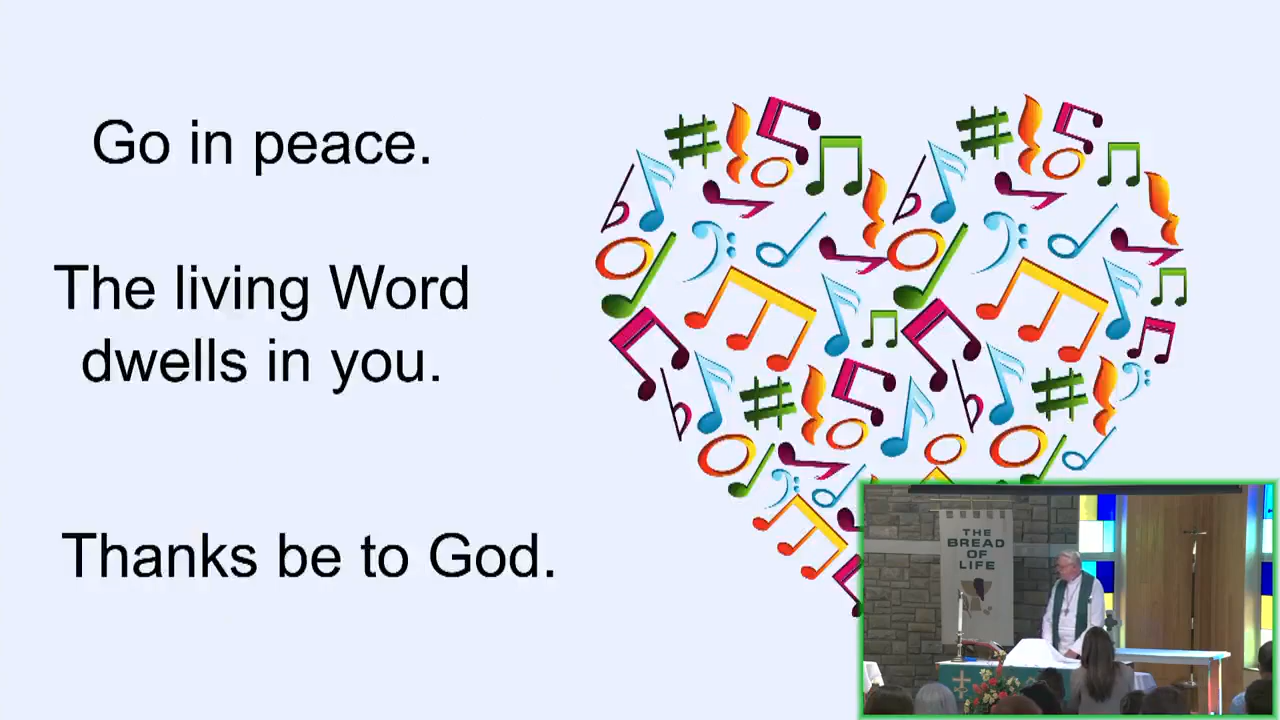 Go in peace.
The living Word
dwells in you.
Thanks be to God.
THE
BREAD
OF
LIFE